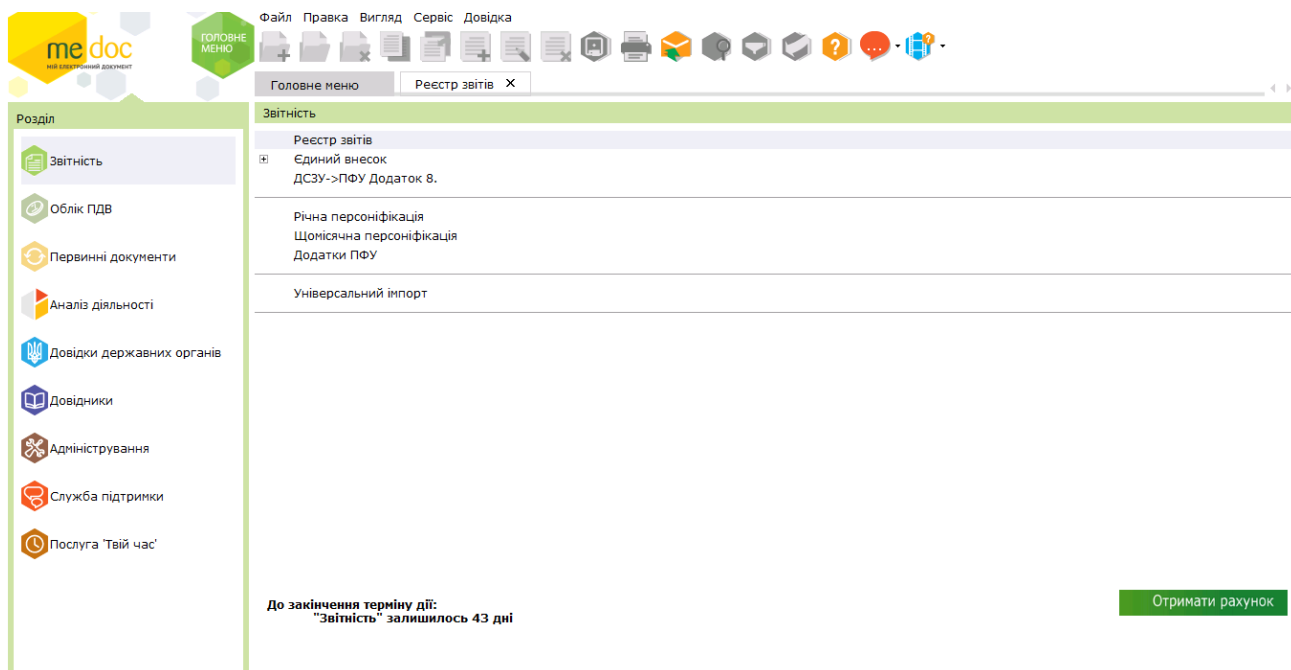 Файл Правка Вигляд Сервіс Довідка
me doc
мій електронний документ
ГОЛОВНЕ
МЕНЮ
Головне меню
Реєстр звітів X
Розділ
Звітність
Облік ПДВ
Первинні документи
Аналіз діяльності
Довідки державних органів
Довідники
Адміністрування
Служба підтримки
Послуга 'Твій час'
Звітність
Реєстр звітів
Єдиний внесок
ДСЗУ->ПФУ Додаток 8.
Річна персоніфікація
Щомісячна персоніфікація
Додатки ПФУ
Універсальний імпорт
До закінчення терміну дії:
"Звітність" залишилось 43 дні
Отримати рахунок